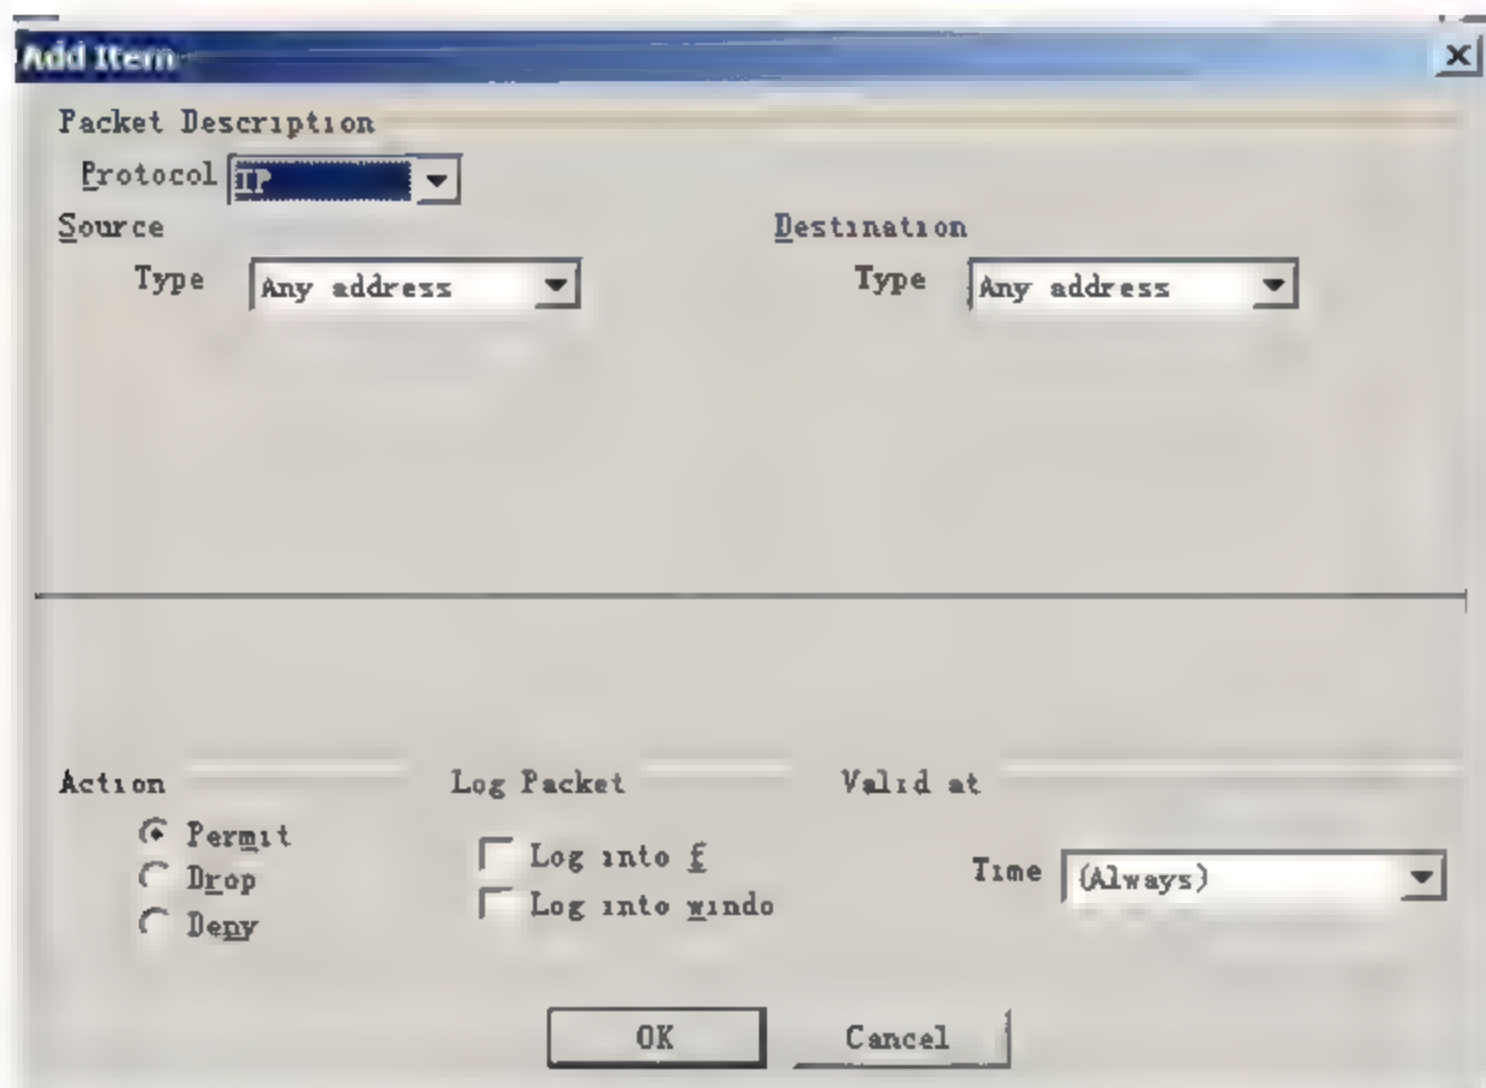 Add Item
Packet Description
Protocol IP
Source Destination
Type Any address Type Any address
Action Log Packet Valid at
Permit
Drop
Deny
Log into f
Log into windo
Time (Always)
OK Cancel